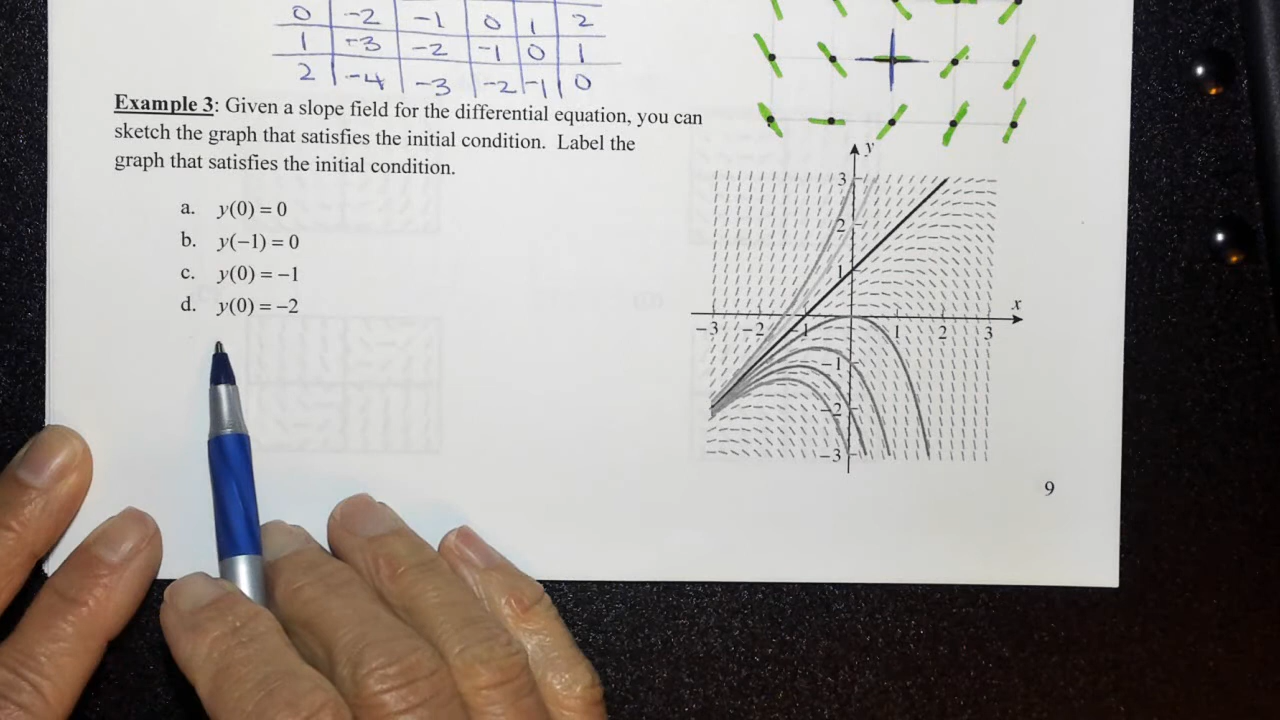 0 -2 -1 0 1 2
1 -3 -2 -1 0 1
2 -4 -3 -2 -1 0
Example 3: Given a slope field for the differential equation, you can
sketch the graph that satisfies the initial condition. Label the
graph that satisfies the initial condition.
a. y(0) = 0
b. y(−1) = 0
c. y(0) = −1
d. y(0) = −2
y
3
2
1
x
−3 −2 −1 1 2 3
−1
−2
−3
9